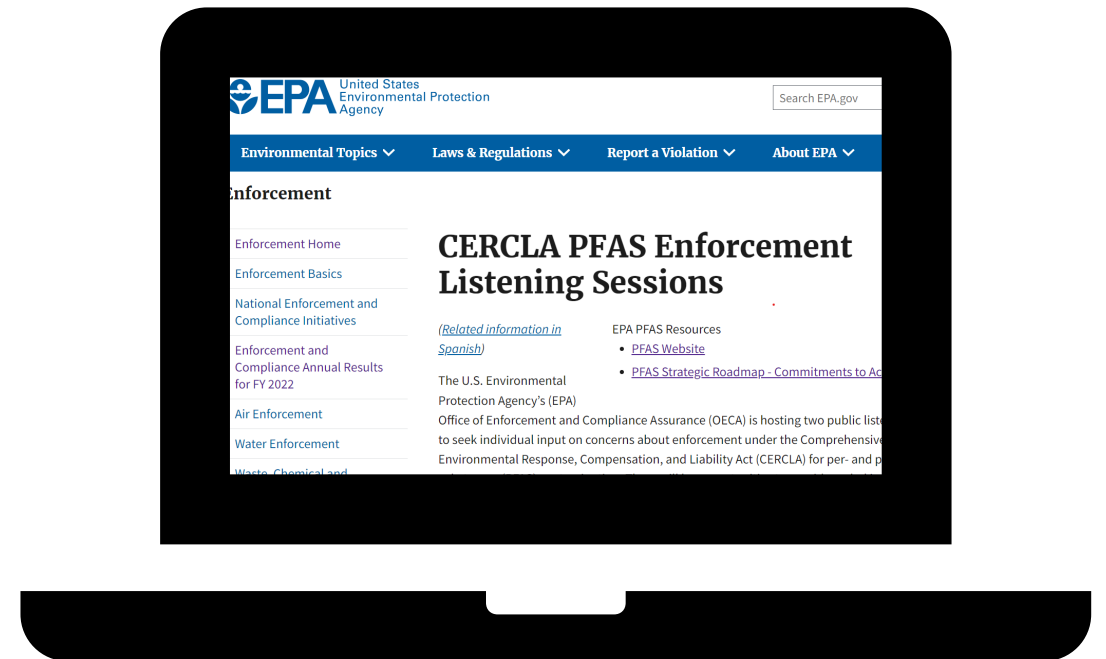 EPA United States
Environmental Protection
Agency
Search EPA.gov
Environmental Topics
Laws & Regulations
Report a Violation
About EPA
Enforcement
Enforcement Home
Enforcement Basics
National Enforcement and
Compliance Initiatives
Enforcement and
Compliance Annual Results
for FY 2022
Air Enforcement
Water Enforcement
Waste, Chemical and
CERCLA PFAS Enforcement
Listening Sessions
(Related information in
Spanish)
EPA PFAS Resources
• PFAS Website
• PFAS Strategic Roadmap - Commitments to Ac
The U.S. Environmental
Protection Agency's (EPA)
Office of Enforcement and Compliance Assurance (OECA) is hosting two public liste
to seek individual input on concerns about enforcement under the Comprehensive
Environmental Response, Compensation, and Liability Act (CERCLA) for per- and p